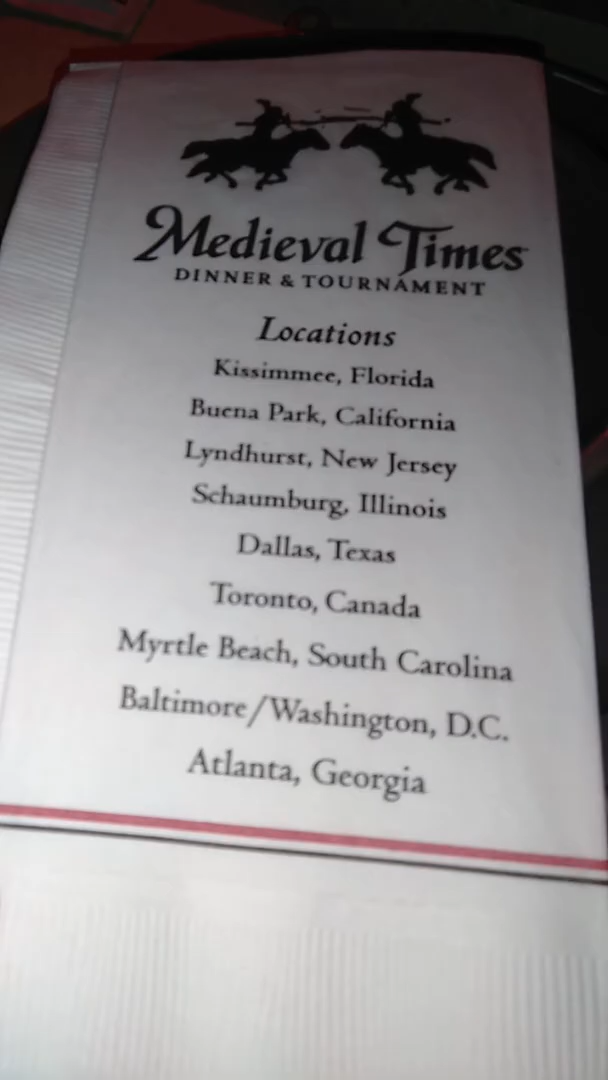 Medieval Times
DINNER & TOURNAMENT
Locations
Kissimmee, Florida
Buena Park, California
Lyndhurst, New Jersey
Schaumburg, Illinois
Dallas, Texas
Toronto, Canada
Myrtle Beach, South Carolina
Baltimore/Washington, D.C.
Atlanta, Georgia